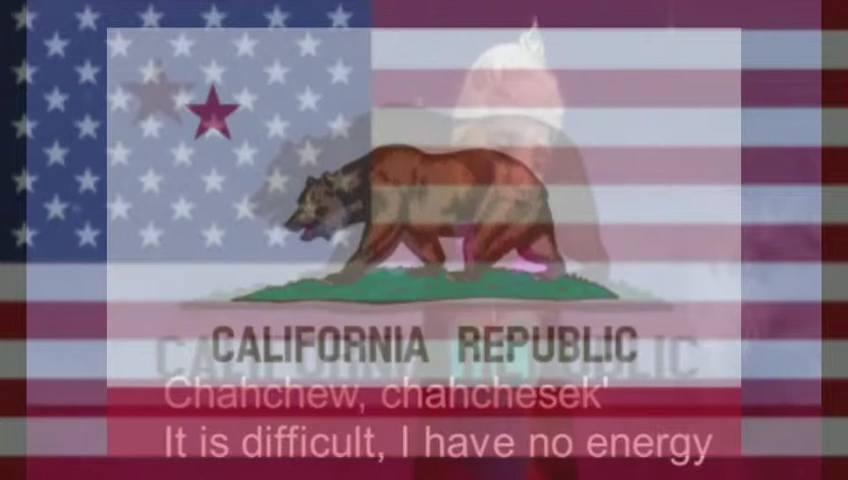 CALIFORNIA REPUBLIC
Chahchew, chahchesek'
It is difficult, I have no energy